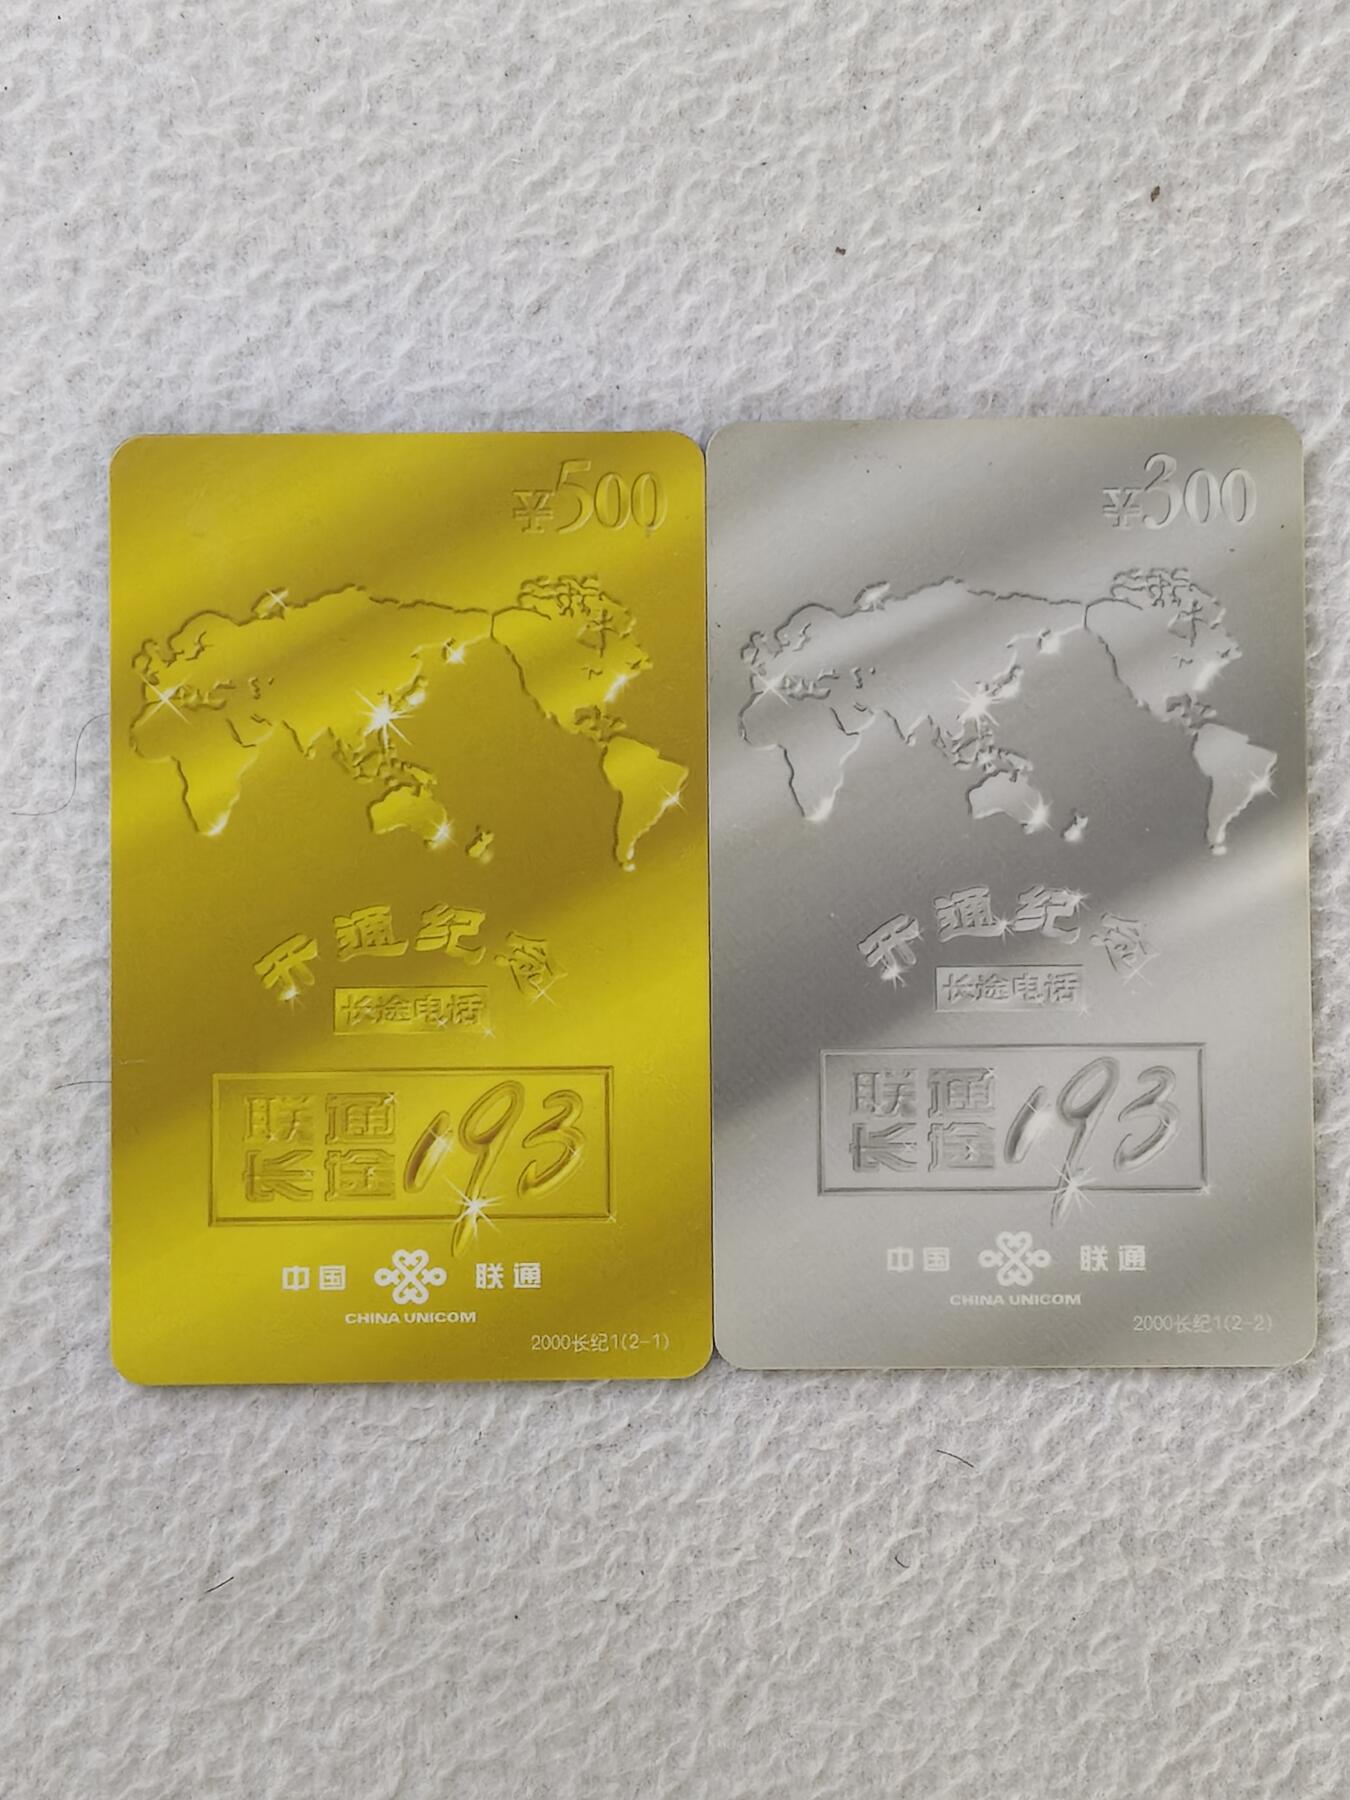 ¥500
开通纪念
长途电话
联通
长途
193
中国 联通
CHINA UNICOM
2000长纪1(2-1)
¥300
开通纪念
长途电话
联通
长途
193
中国 联通
CHINA UNICOM
2000长纪1(2-2)